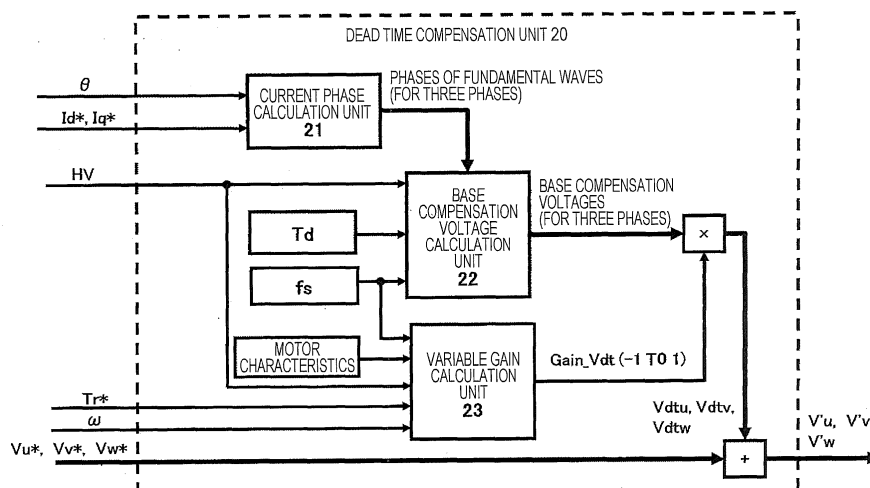 DEAD TIME COMPENSATION UNIT 20
θ
Id*, Iq*
CURRENT PHASE
CALCULATION UNIT
21
PHASES OF FUNDAMENTAL WAVES
(FOR THREE PHASES)
HV
BASE
COMPENSATION
VOLTAGE
CALCULATION
UNIT
22
BASE COMPENSATION
VOLTAGES
(FOR THREE PHASES)
×
Td
fs
MOTOR
CHARACTERISTICS
VARIABLE GAIN
CALCULATION
UNIT
23
Gain_Vdt (-1 TO 1)
Tr*
ω
Vdtu, Vdtv,
Vdtw
Vu*, Vv*, Vw*
+
V'u, V'v
V'w